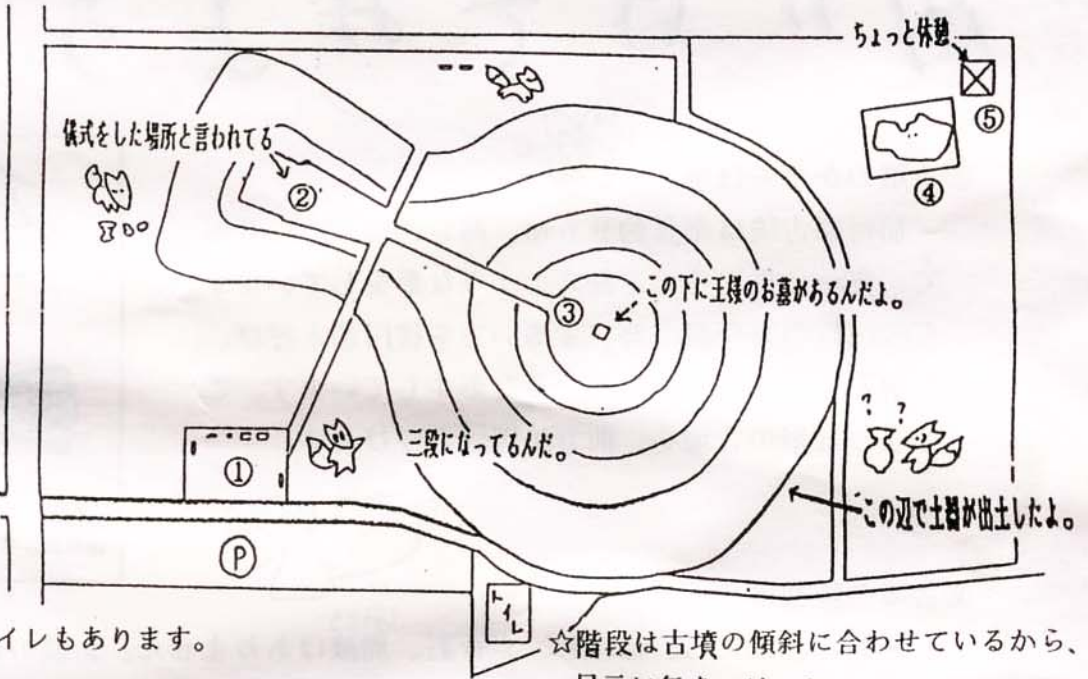 ちょっと休憩
⑤
儀式をした場所と言われてる
②
④
この下に王様のお墓があるんだよ。
③
三段になってるんだ。
①
この辺で土器が出土したよ。
P
トイレ
イレもあります。
☆階段は古墳の傾斜に合わせているから、